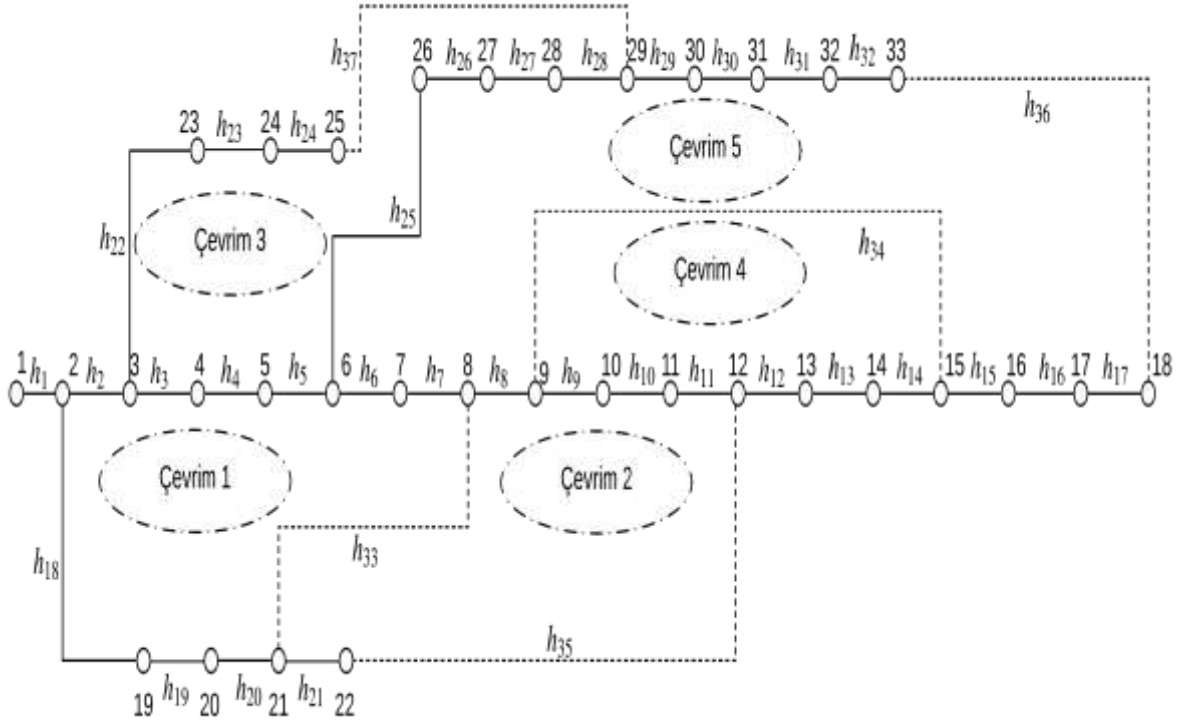 h37
26 h26 27 h27 28 h28 29 h29 30 h30 31 h31 32 h32 33
h36
23 h23 24 h24 25
Çevrim 5
h22
Çevrim 3
h25
h34
Çevrim 4
1 h1 2 h2 3 h3 4 h4 5 h5 6 h6 7 h7 8 h8 9 h9 10 h10 11 h11 12 h12 13 h13 14 h14 15 h15 16 h16 17 h17 18
Çevrim 1
Çevrim 2
h33
h18
h35
19 h19 20 h20 21 h21 22